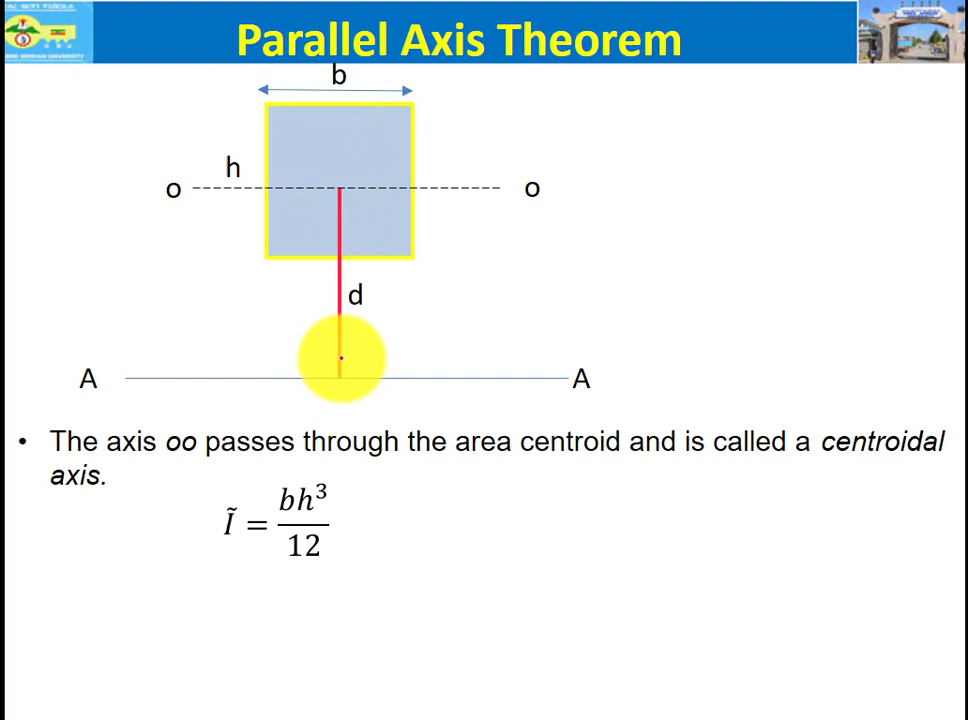 Parallel Axis Theorem
b
h
o o
d
A A
• The axis oo passes through the area centroid and is called a centroidal
axis.
Ĩ = bh³/12